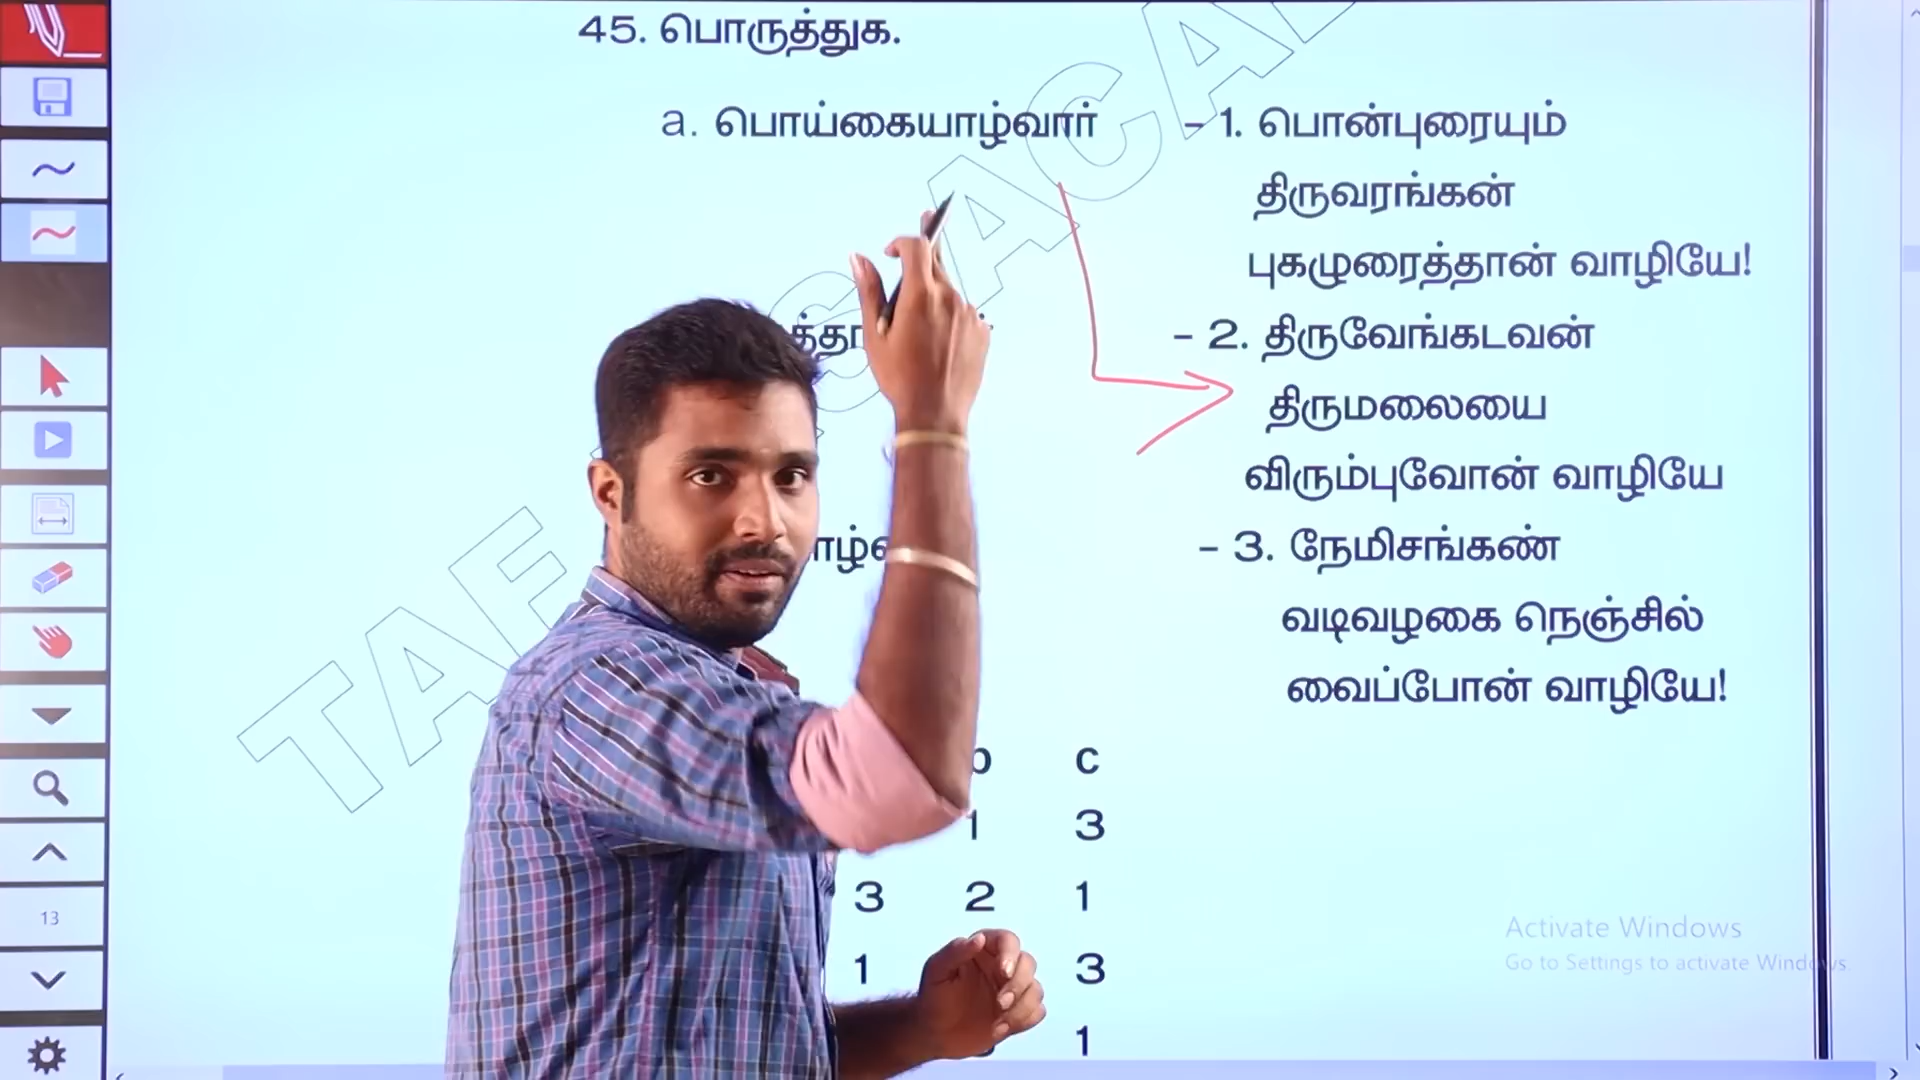 45. பொருத்துக.
a. பொய்கையாழ்வார் – 1. பொன்புரையும்
திருவரங்கன்
புகழுரைத்தான் வாழியே!
– 2. திருவேங்கடவன்
திருமலையை
விரும்புவோன் வாழியே
– 3. நேமிசங்கண்
வடிவழகை நெஞ்சில்
வைப்போன் வாழியே!
b c
1 3
3 2 1
1 3
1
13
Activate Windows
Go to Settings to activate Windows.